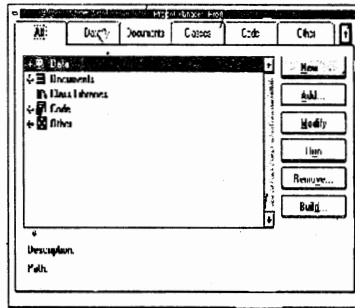 Project Manager - Proj1
All Data Documents Classes Code Other
Data
Documents
Class Libraries
Code
Other
New
Add...
Modify
Run
Remove...
Build...
Description:
Path: